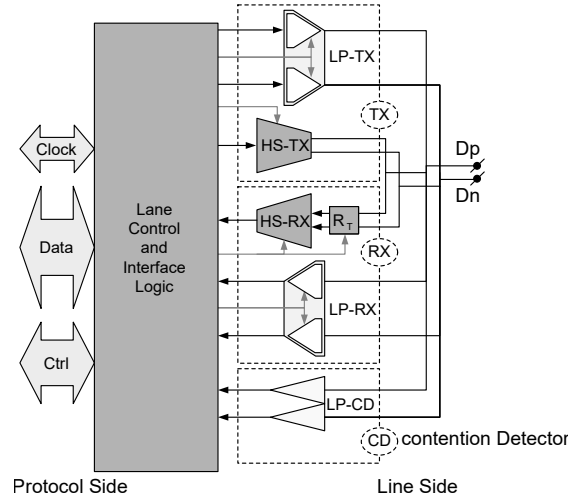 LP-TX
TX
HS-TX
Clock
Dp
Dn
HS-RX
RT
Lane
Control
and
Interface
Logic
Data
RX
LP-RX
Ctrl
LP-CD
CD contention Detector
Protocol Side
Line Side